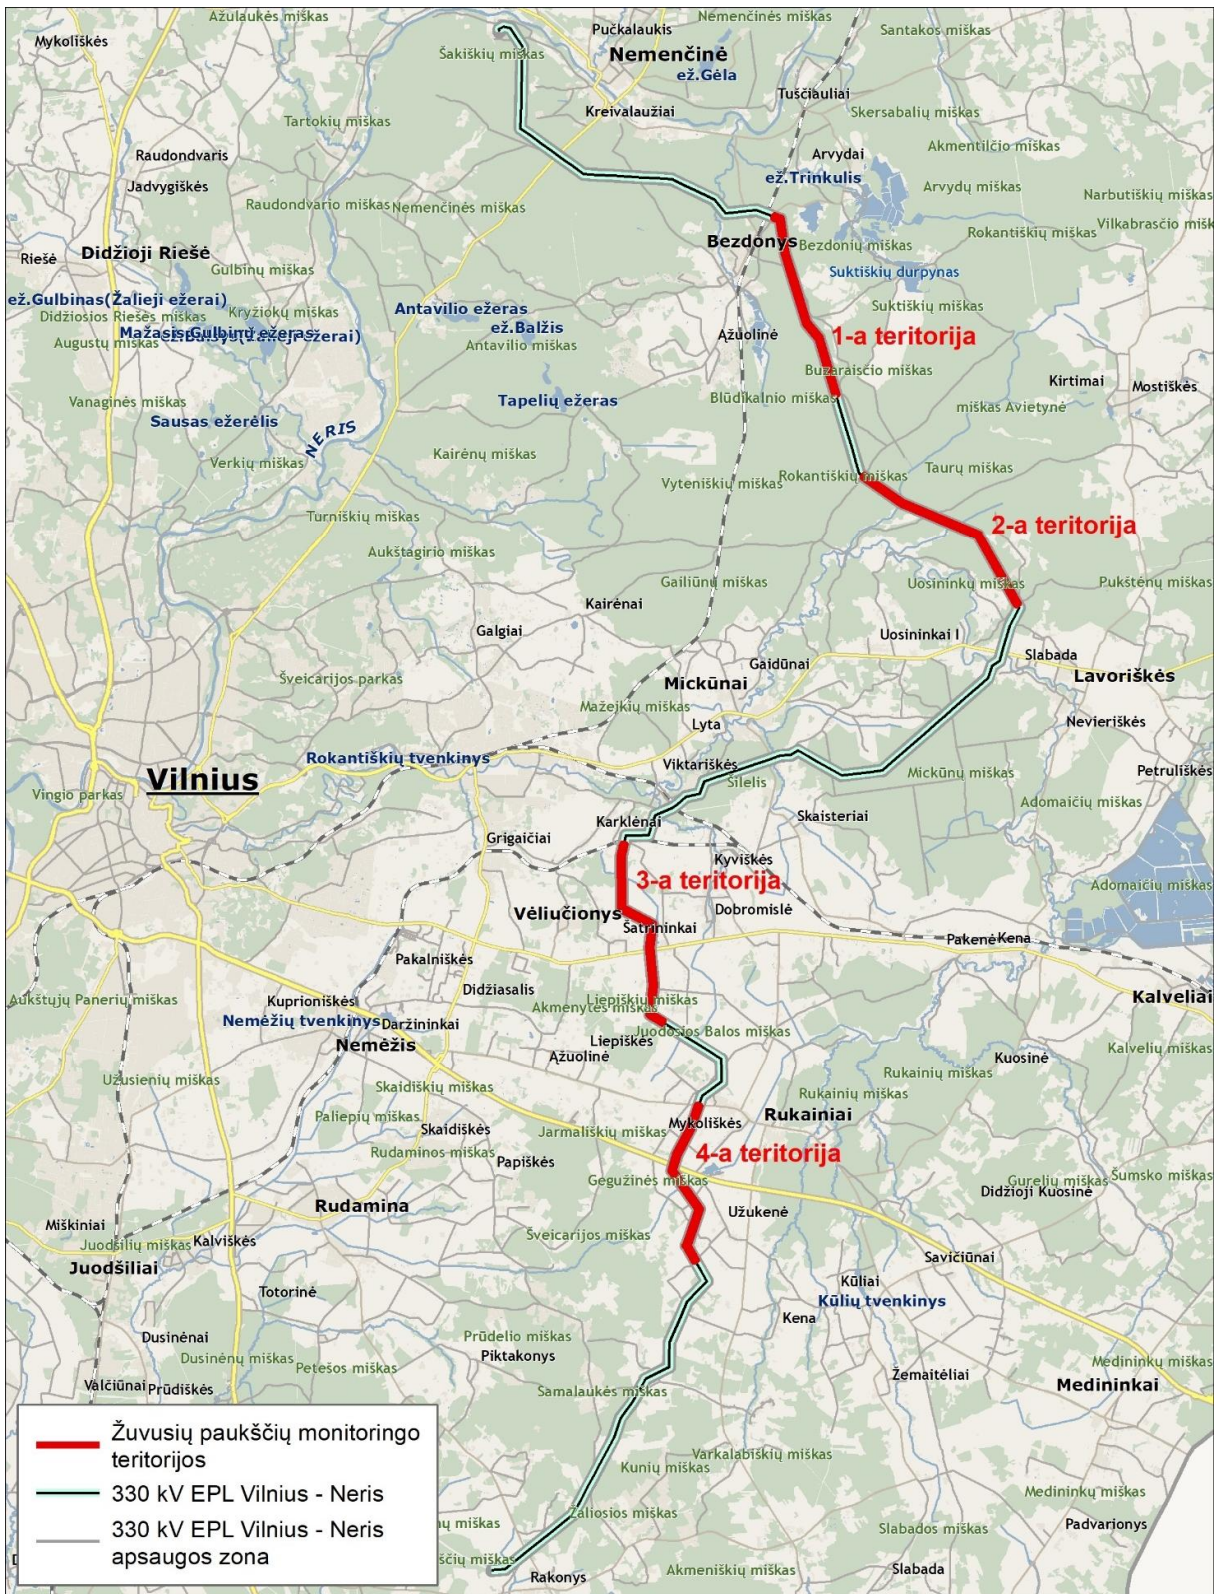 Ažulaukės miškas
Pučkalaukis
Nemenčinės miškas
Santakos miškas
Mykoliškės
Šakiškių miškas
Nemenčinė
ež.Gėla
Tuščiauliai
Kreivalaužiai
Skersabalių miškas
Tartokių miškas
Akmentilčio miškas
Raudondvaris
Arvydai
Jadvygiškės
ež.Trinkulis
Arvydų miškas
Narbutiškių miškas
Raudondvario miškas
Nemenčinės miškas
Vilkabrasčio mišk
Rokantiškių miškas
Bezdonys
Bezdonių miškas
Didžioji Riešė
Riešė
Gulbinų miškas
Suktiškių durpynas
ež.Gulbinas(Žalieji ežerai)
Antavilio ežeras
Suktiškių miškas
Didžiosios Riešės miškas
Kryžiokų miškas
Mažasis Gulbinų ežeras
ež.Balžis
Ąžuolinė
1-a teritorija
Augustų miškas
Antavilio miškas
Buzaraisčio miškas
Kirtimai
Mostiškės
Vanaginės miškas
Tapelių ežeras
Blūdikalnio miškas
miškas Avietynė
Sausas ežerėlis
NERIS
Kairėnų miškas
Verkių miškas
Taurų miškas
Vyteniškių miškas
Rokantiškių miškas
Turniškių miškas
2-a teritorija
Aukštagirio miškas
Gailiūnų miškas
Uosininkų miškas
Pukštėnų miškas
Kairėnai
Galgiai
Uosininkai I
Slabada
Gaidūnai
Šveicarijos parkas
Mickūnai
Lavoriškės
Mažeikių miškas
Lyta
Nevieriškės
Rokantiškių tvenkinys
Viktariškės
Vilnius
Šilelis
Mickūnų miškas
Petruliškės
Vingio parkas
Adomaičių miškas
Karklėnai
Skaisteriai
Grigaičiai
Kyviškės
3-a teritorija
Adomaičių miškas
Vėliučionys
Dobromislė
Šatrininkai
Pakenė
Kena
Pakalniškės
Didžiasalis
Aukštųjų Panerių miškas
Kuprioniškės
Liepiškių miškas
Akmenytės miškas
Kalveliai
Nemėžių tvenkinys
Daržininkai
Juodosios Balos miškas
Nemėžis
Liepiškės
Ąžuolinė
Kuosinė
Kalvelių miškas
Užusienių miškas
Skaidiškių miškas
Rukainių miškas
Rukainių miškas
Paliepių miškas
Rukainiai
Skaidiškės
Jarmališkių miškas
Mykoliškės
Rudaminos miškas
Papiškės
4-a teritorija
Gegužinės miškas
Gurelių miškas
Šumsko miškas
Didžioji Kuosinė
Rudamina
Užukenė
Miškiniai
Juodšilių miškas
Kalviškės
Šveicarijos miškas
Savičiūnai
Juodšiliai
Kūliai
Totorinė
Kūlių tvenkinys
Kena
Dusinėnai
Prūdelio miškas
Piktakonys
Dusinėnų miškas
Petešos miškas
Medininkų miškas
Žemaitėliai
Valčiūnai
Prūdiškės
Samalaukės miškas
Medininkai
Žuvusių paukščių monitoringo
teritorijos
Varkalabiškių miškas
Kunių miškas
330 kV EPL Vilnius - Neris
Medininkų miškas
Žaliosios miškas
330 kV EPL Vilnius - Neris
apsaugos zona
Slabados miškas
Padvarionys
Akmeniškių miškas
Slabada
Rakonys